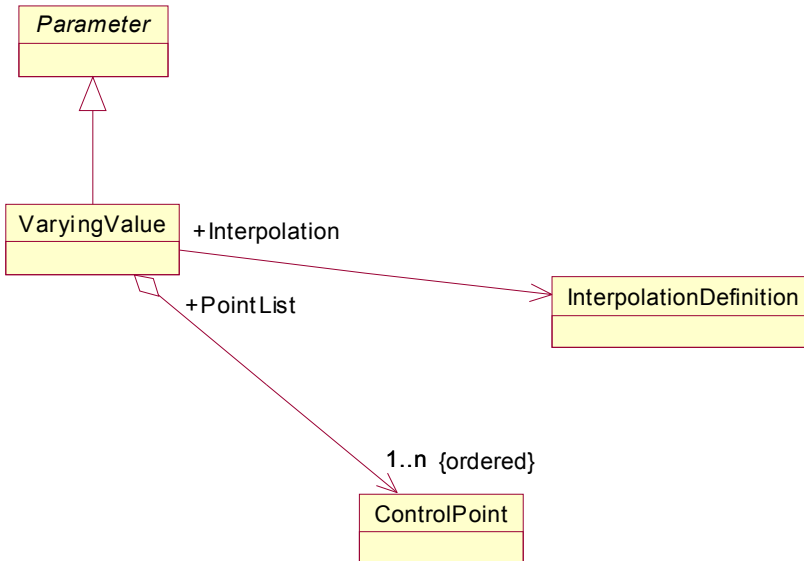 Parameter
VaryingValue
+Interpolation
InterpolationDefinition
+PointList
1..n {ordered}
ControlPoint